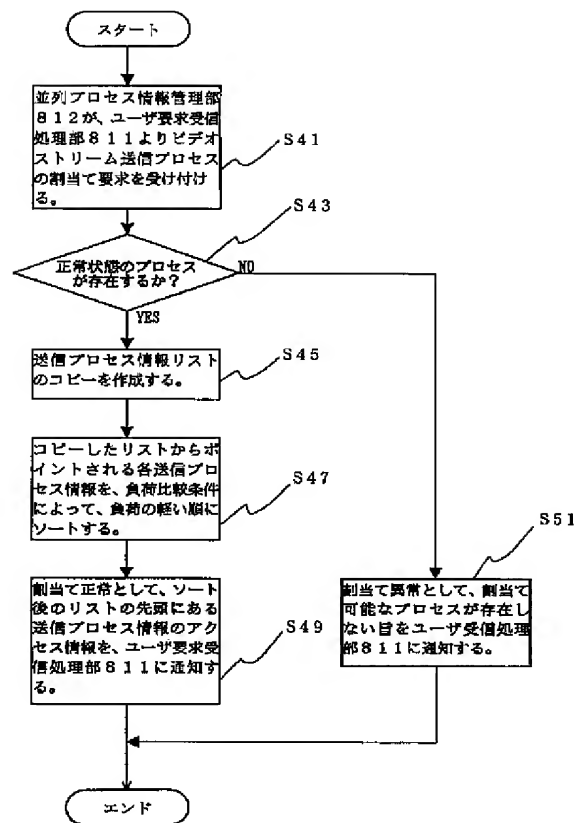 スタート
並列プロセス情報管理部
812が、ユーザ要求受信
処理部811よりビデオ
ストリーム送信プロセス
の割当て要求を受け付け
る。
S41
S43
正常状態のプロセス
が存在するか？
NO
YES
送信プロセス情報リスト
のコピーを作成する。
S45
コピーしたリストからポ
イントされる各送信プロ
セス情報を、負荷比較条件
によって、負荷の軽い順に
ソートする。
S47
S51
割当て正常として、ソート
後のリストの先頭にある
送信プロセス情報のアク
セス情報を、ユーザ要求受
信処理部811に通知す
る。
S49
割当て異常として、割当て
可能なプロセスが存在し
ない旨をユーザ受信処理
部811に通知する。
エンド